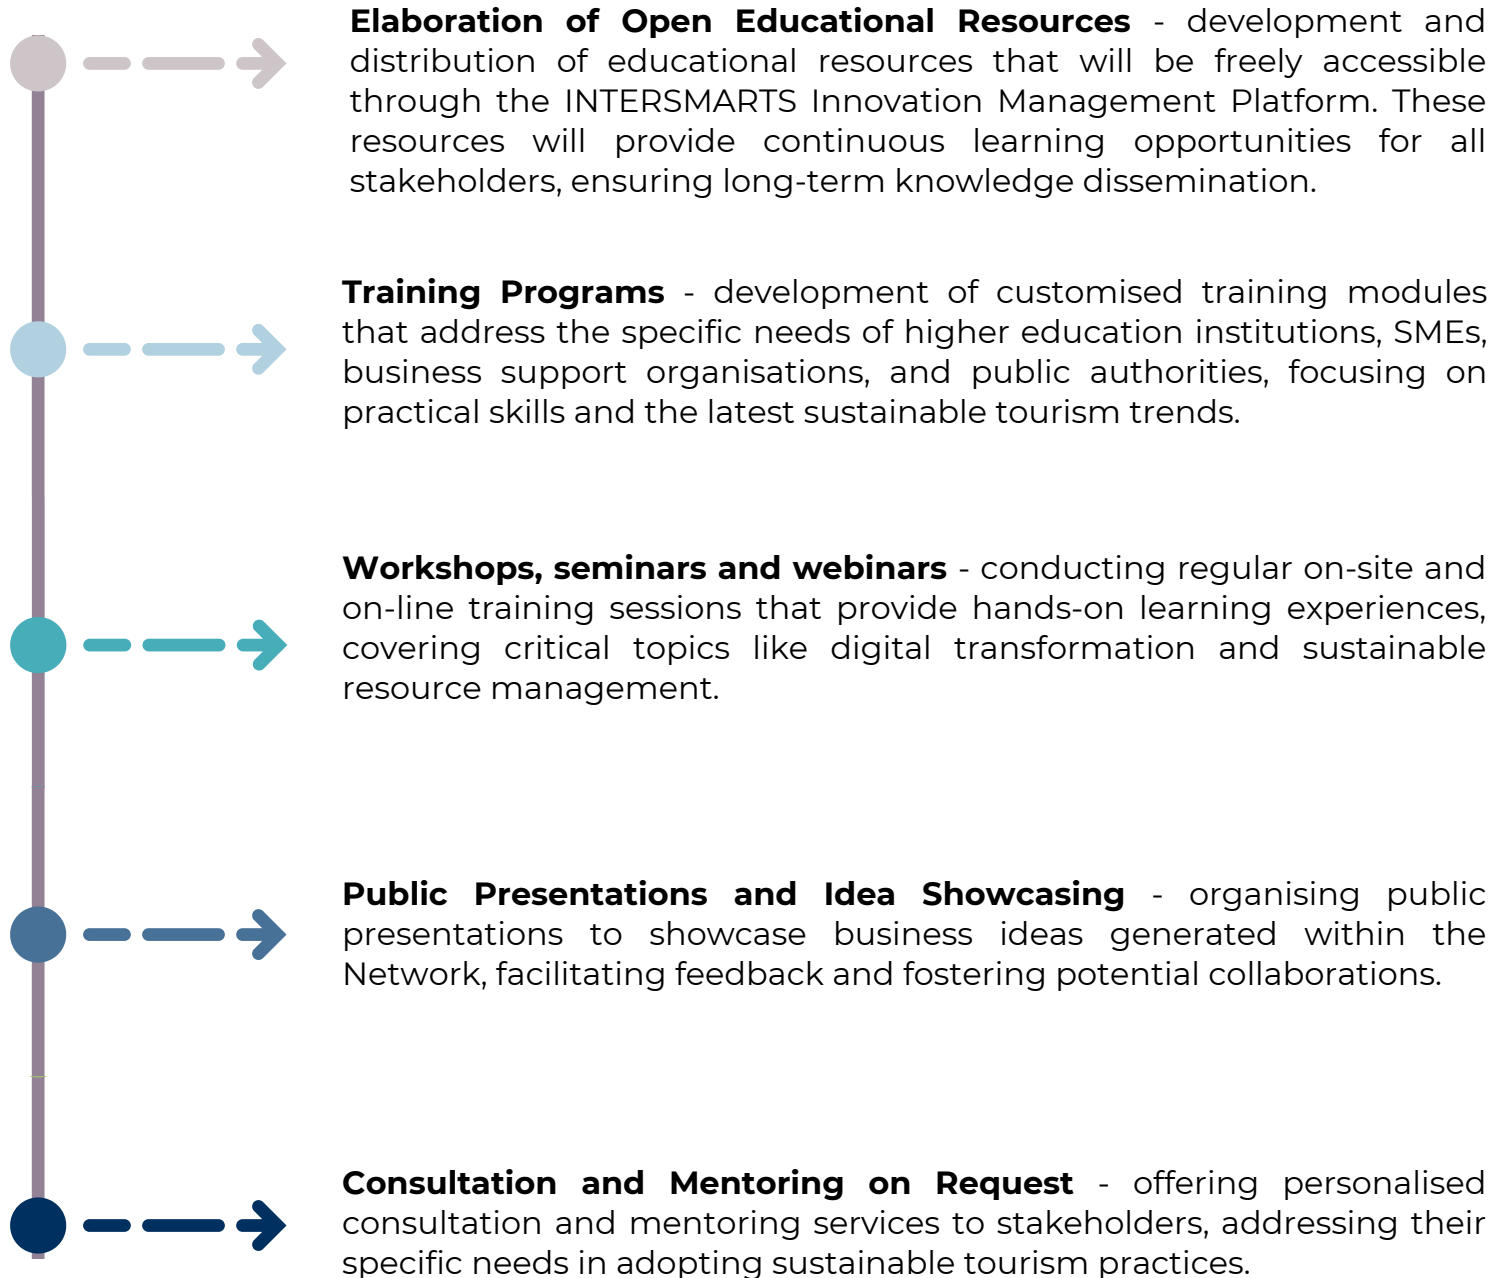 Elaboration of Open Educational Resources - development and
distribution of educational resources that will be freely accessible
through the INTERSMARTS Innovation Management Platform. These
resources will provide continuous learning opportunities for all
stakeholders, ensuring long-term knowledge dissemination.
Training Programs - development of customised training modules
that address the specific needs of higher education institutions, SMEs,
business support organisations, and public authorities, focusing on
practical skills and the latest sustainable tourism trends.
Workshops, seminars and webinars - conducting regular on-site and
on-line training sessions that provide hands-on learning experiences,
covering critical topics like digital transformation and sustainable
resource management.
Public Presentations and Idea Showcasing - organising public
presentations to showcase business ideas generated within the
Network, facilitating feedback and fostering potential collaborations.
Consultation and Mentoring on Request - offering personalised
consultation and mentoring services to stakeholders, addressing their
specific needs in adopting sustainable tourism practices.